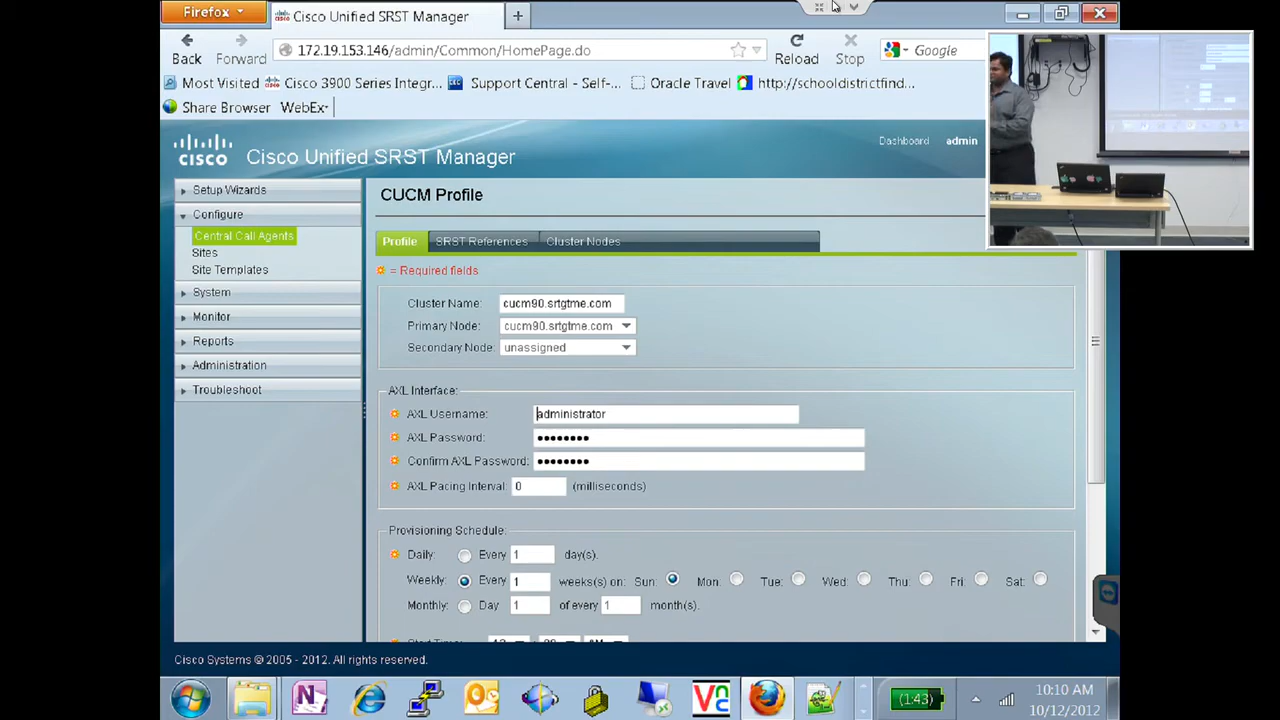 Firefox
Cisco Unified SRST Manager
+
172.19.153.146/admin/Common/HomePage.do
Back
Forward
Reload
Stop
Google
Most Visited
Cisco 3900 Series Integr...
Support Central - Self-...
Oracle Travel
http://schooldistrictfind...
Share Browser
WebEx
CISCO
Cisco Unified SRST Manager
Dashboard
admin
Setup Wizards
Configure
Central Call Agents
Sites
Site Templates
System
Monitor
Reports
Administration
Troubleshoot
CUCM Profile
Profile
SRST References
Cluster Nodes
= Required fields
Cluster Name: cucm90.srtgtme.com
Primary Node: cucm90.srtgtme.com
Secondary Node: unassigned
AXL Interface:
AXL Username: administrator
AXL Password: ●●●●●●●●
Confirm AXL Password: ●●●●●●●●
AXL Pacing Interval: 0 (milliseconds)
Provisioning Schedule:
Daily: Every 1 day(s).
Weekly: Every 1 weeks(s) on: Sun: Mon: Tue: Wed: Thu: Fri: Sat:
Monthly: Day 1 of every 1 month(s).
Start Time:
Cisco Systems © 2005 - 2012. All rights reserved.
(1:43)
10:10 AM
10/12/2012